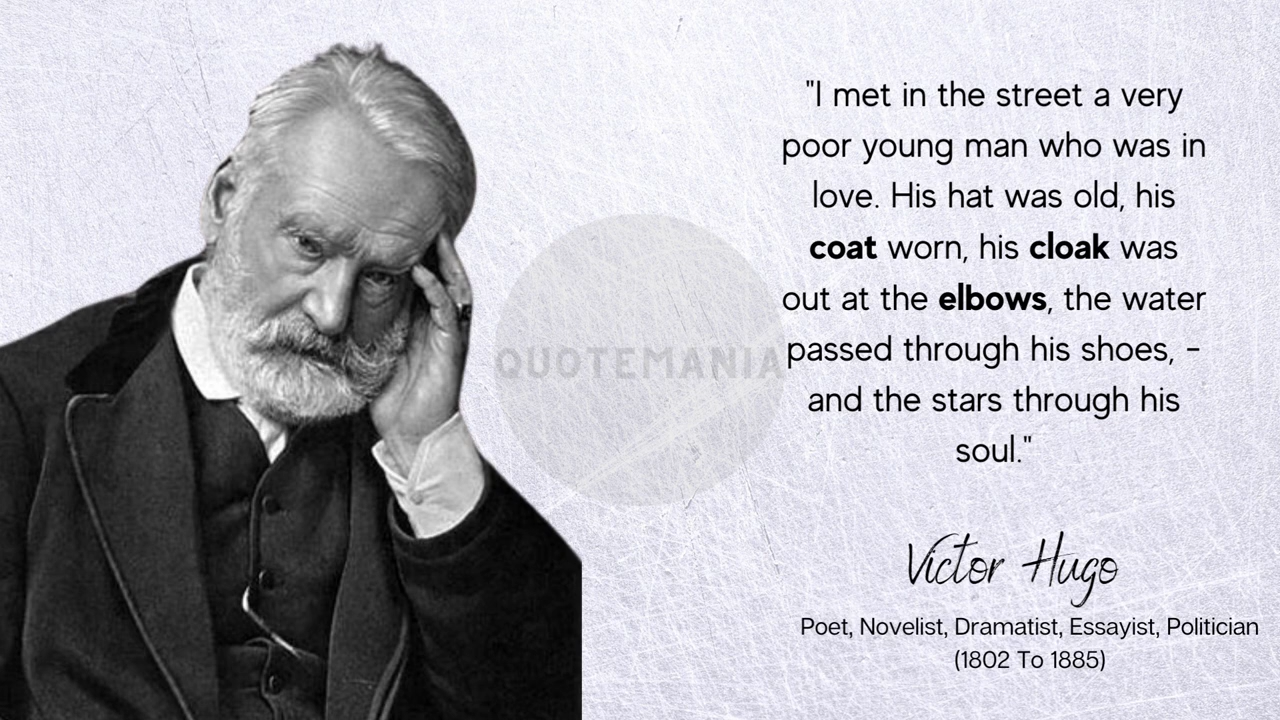 "I met in the street a very
poor young man who was in
love. His hat was old, his
coat worn, his cloak was
out at the elbows, the water
passed through his shoes, -
and the stars through his
soul."
QUOTEMANIA
Victor Hugo
Poet, Novelist, Dramatist, Essayist, Politician
(1802 To 1885)